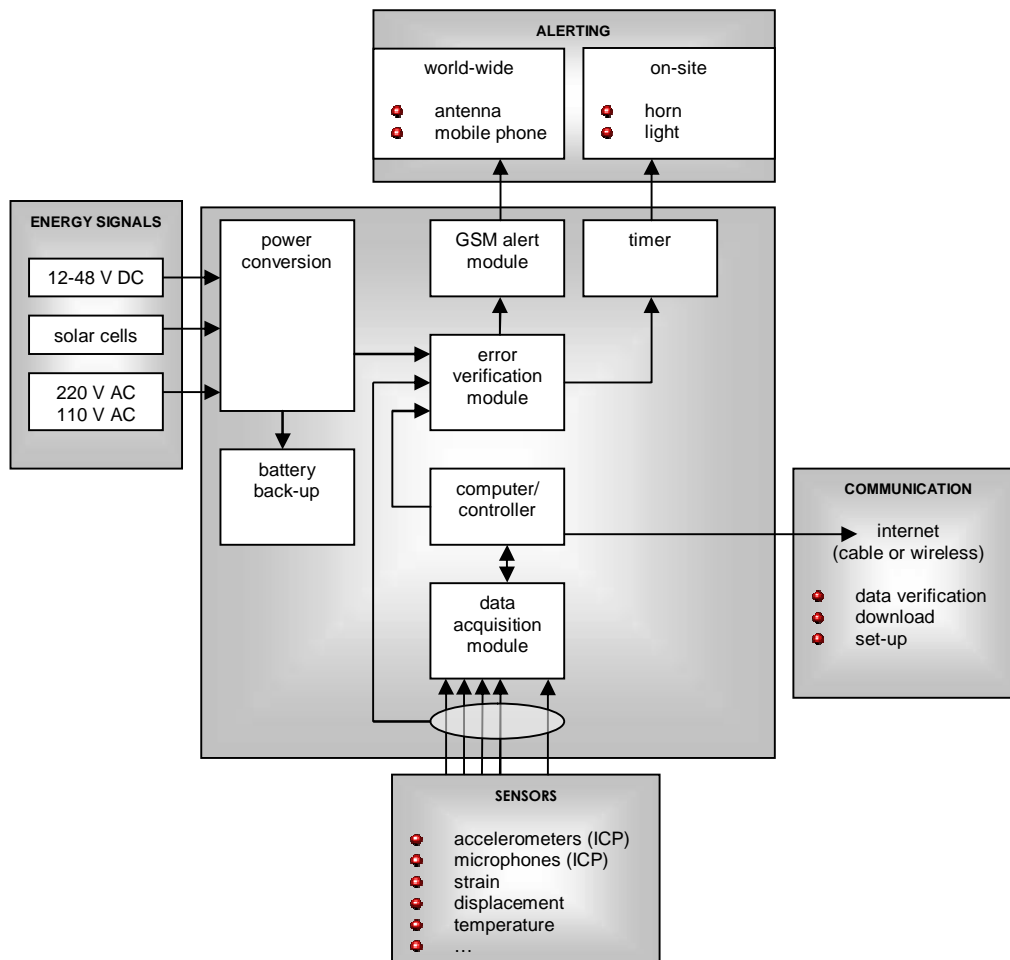 ALERTING
world-wide
antenna
mobile phone
on-site
horn
light
ENERGY SIGNALS
12-48 V DC
solar cells
220 V AC
110 V AC
power
conversion
GSM alert
module
timer
error
verification
module
battery
back-up
computer/
controller
data
acquisition
module
COMMUNICATION
internet
(cable or wireless)
data verification
download
set-up
SENSORS
accelerometers (ICP)
microphones (ICP)
strain
displacement
temperature
…